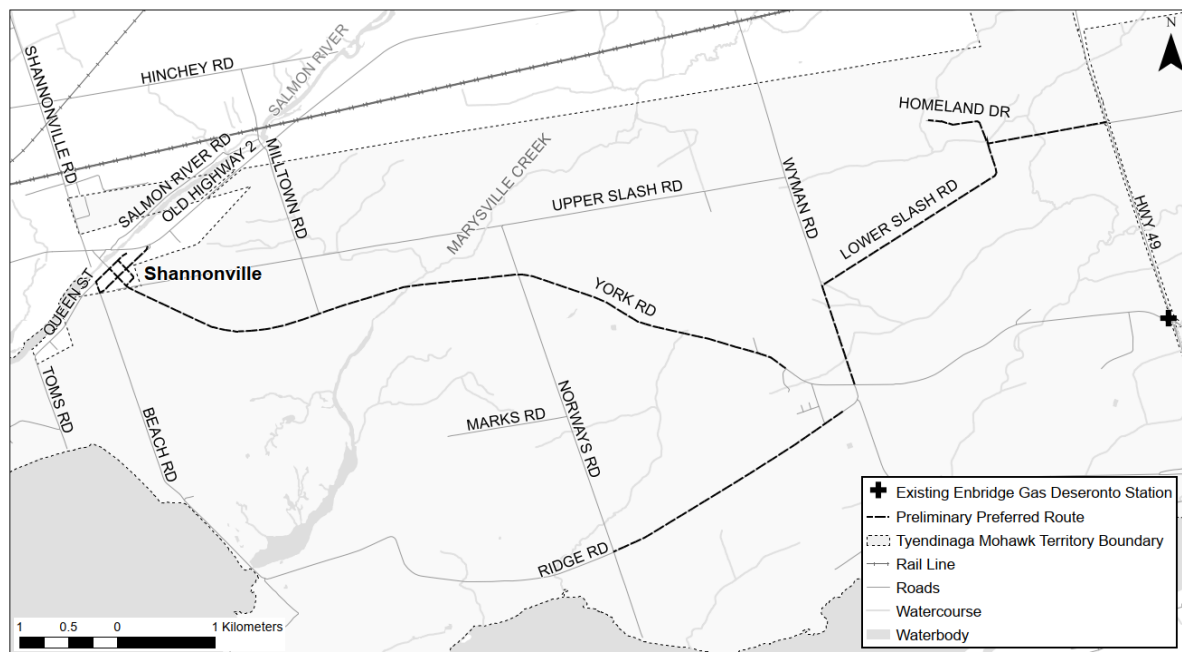 N
HINCHEY RD
SALMON RIVER
SHANNONVILLE RD
HOMELAND DR
SALMON RIVER RD
OLD HIGHWAY 2
MILLTOWN RD
MARYSVILLE CREEK
UPPER SLASH RD
WYMAN RD
LOWER SLASH RD
HWY 49
Shannonville
QUEEN ST
YORK RD
TOMS RD
BEACH RD
MARKS RD
NORWAYS RD
RIDGE RD
Existing Enbridge Gas Deseronto Station
Preliminary Preferred Route
Tyendinaga Mohawk Territory Boundary
Rail Line
Roads
Watercourse
Waterbody
1 0.5 0 1 Kilometers